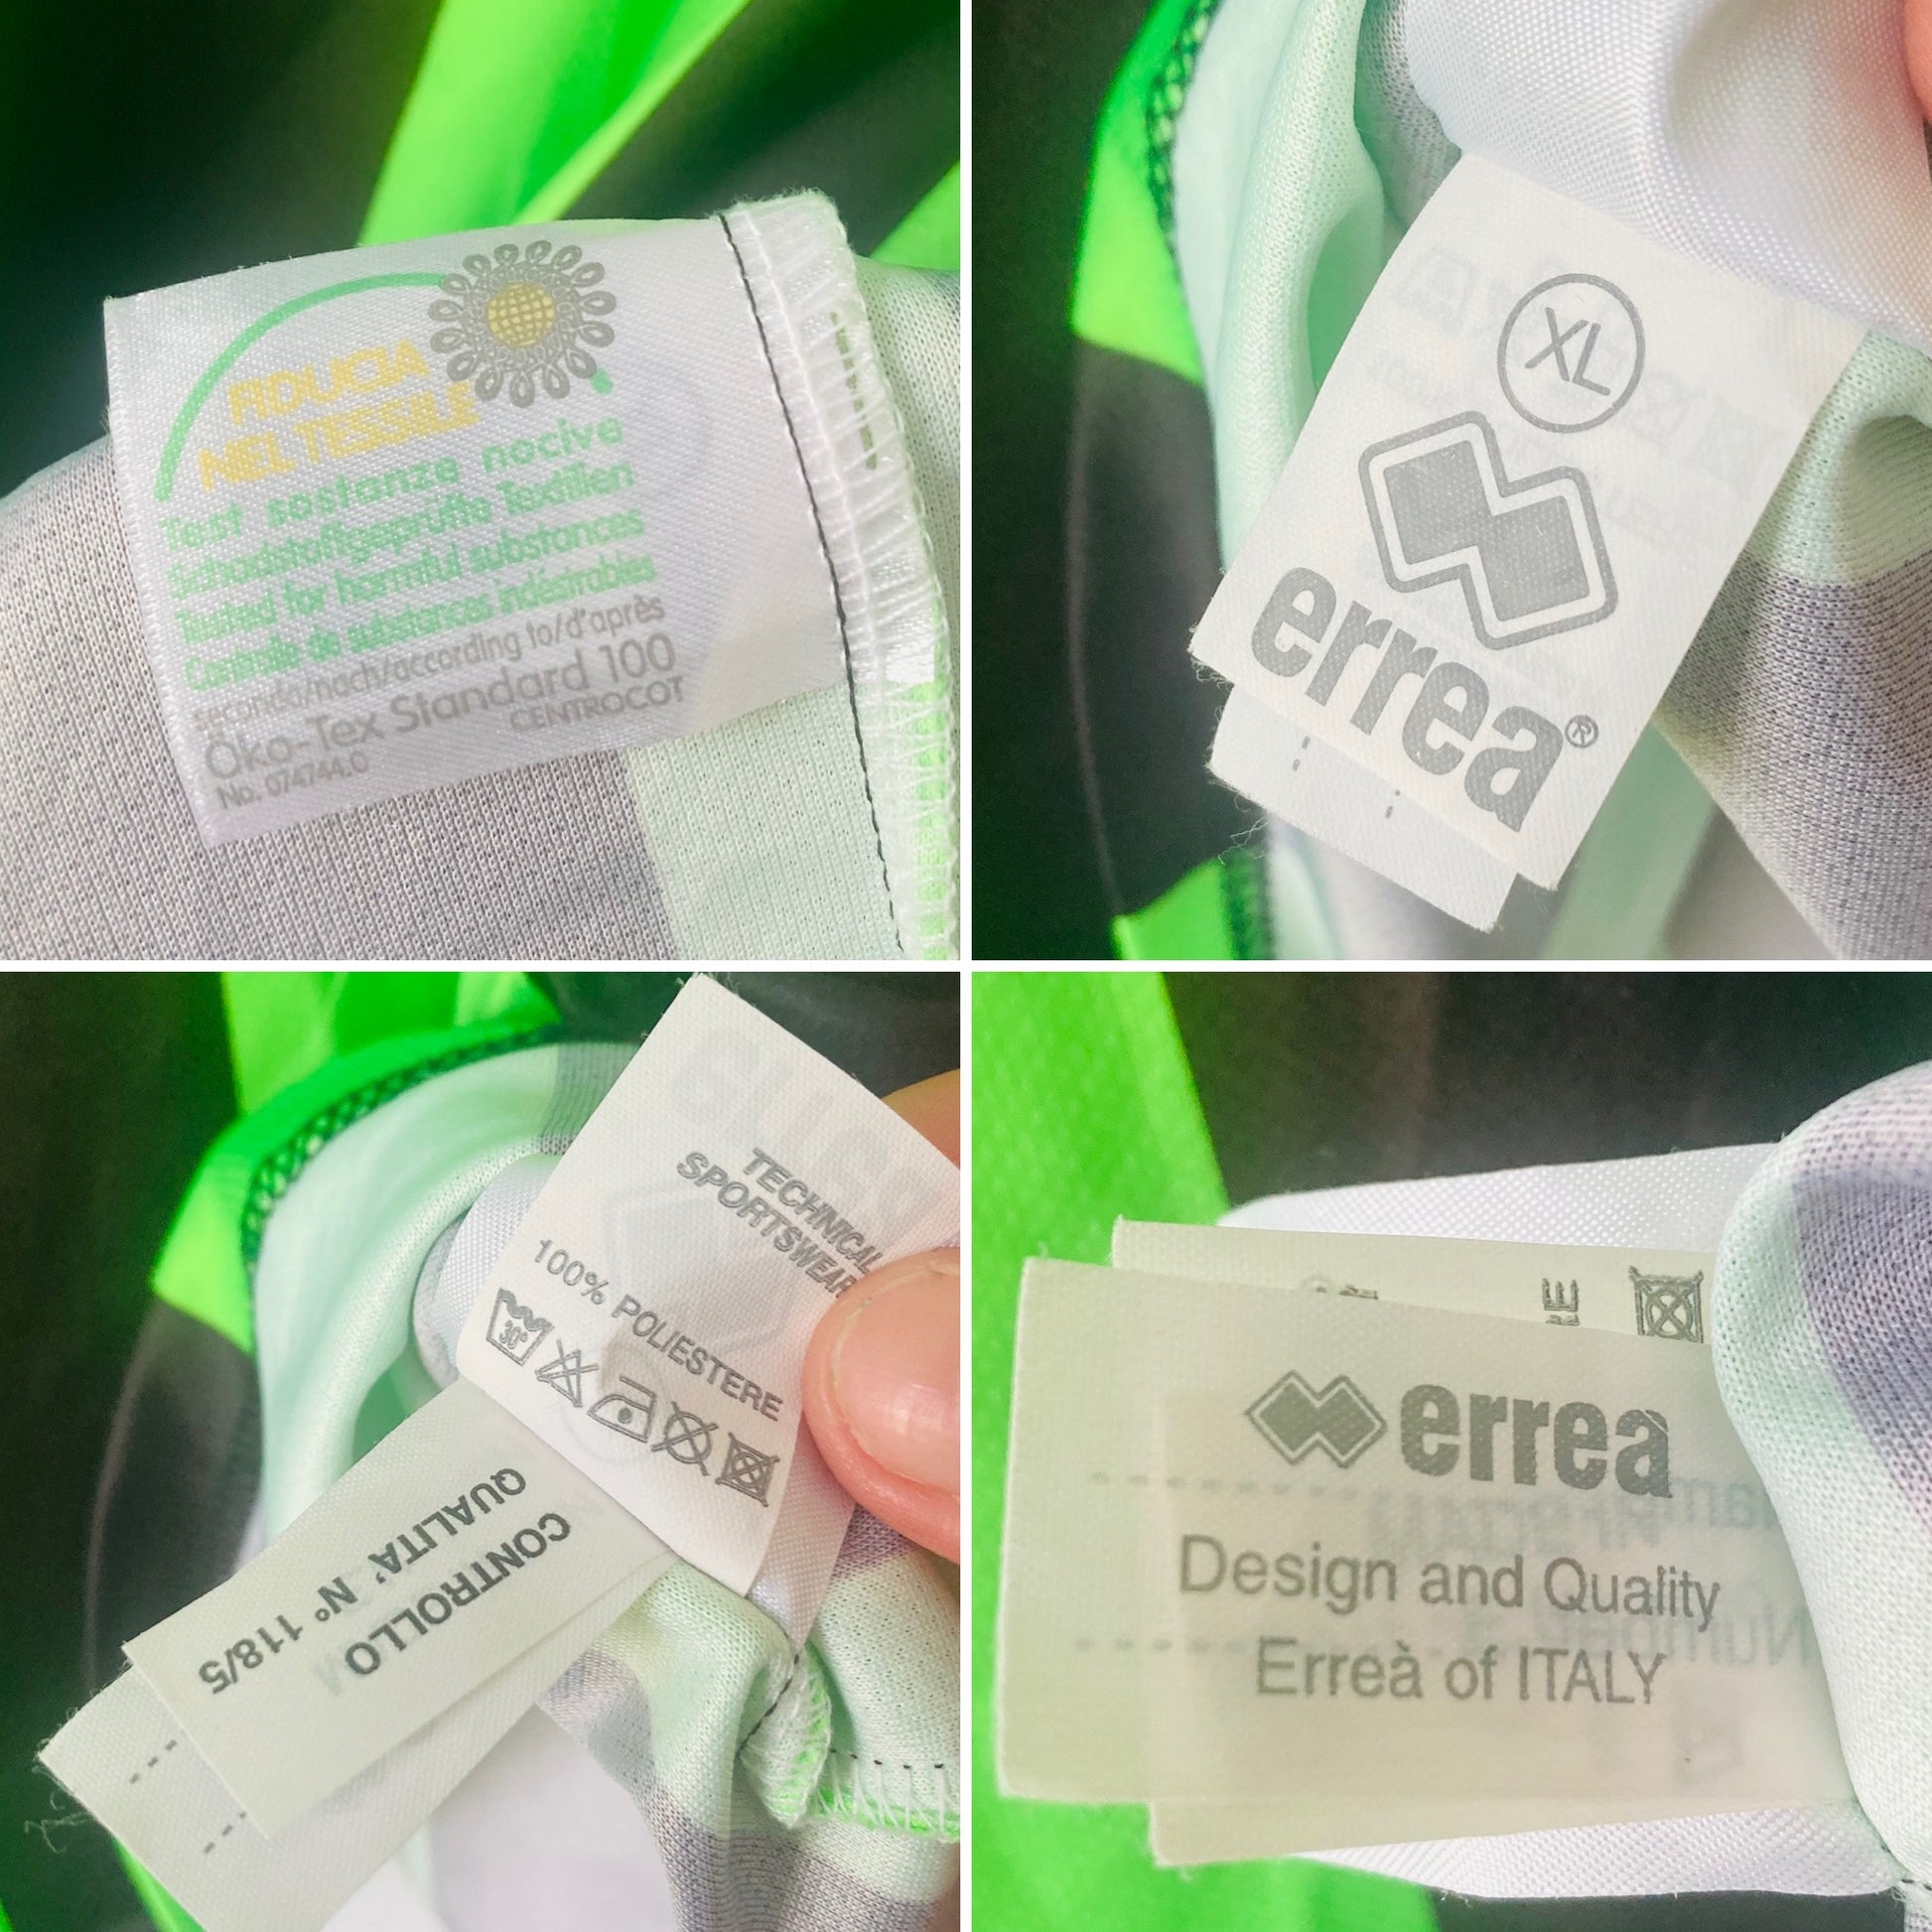 FIDUCIA
NEL TESSILE
Test sostanze nocive
Schadstoffgeprüfte Textilien
Tested for harmful substances
Controlle de substances indésirables
secondo/nach/according to/d'après
Öko-Tex Standard 100
CENTROCOT
No. 074744.0
XL
errea®
TECHNICAL
SPORTSWEAR
100% POLIESTERE
30°
CONTROLLO
QUALITA' N° 118/5
errea
Design and Quality
Erreà of ITALY